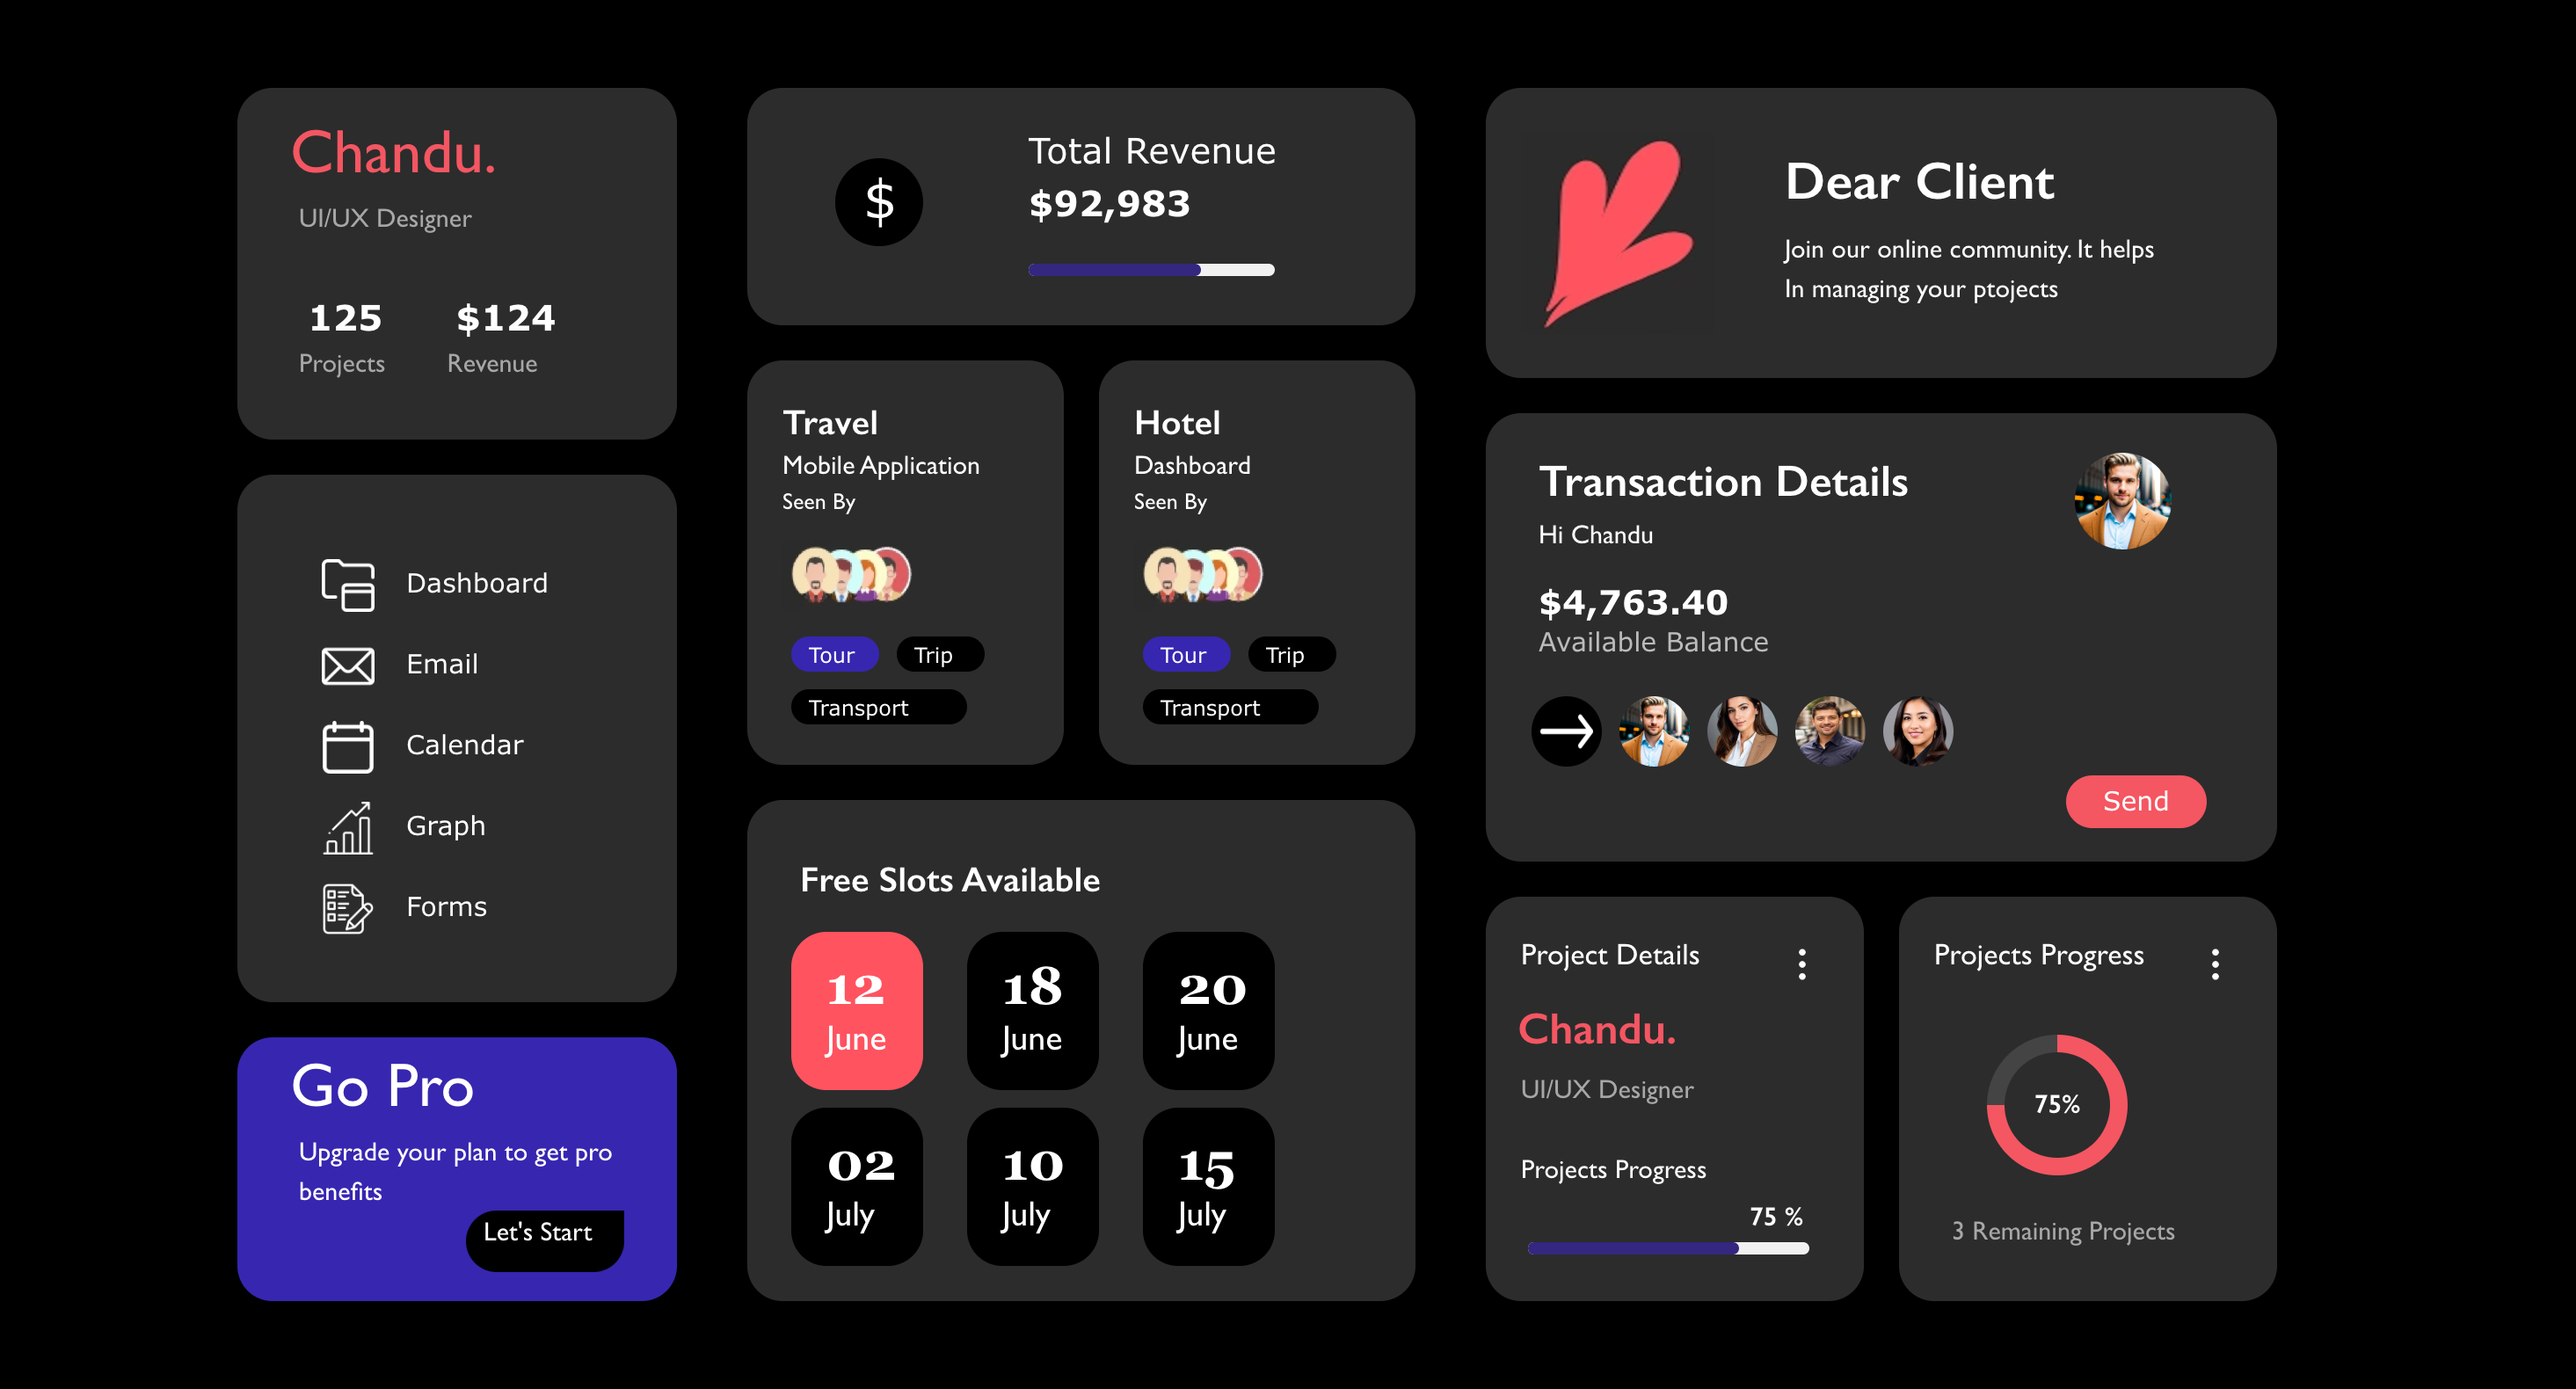 Chandu.
UI/UX Designer
125 $124
Projects Revenue
Dashboard
Email
Calendar
Graph
Forms
Go Pro
Upgrade your plan to get pro
benefits
Let's Start
$
Total Revenue
$92,983
Travel
Mobile Application
Seen By
Tour Trip
Transport
Hotel
Dashboard
Seen By
Tour Trip
Transport
Free Slots Available
12 18 20
June June June
02 10 15
July July July
Dear Client
Join our online community. It helps
In managing your ptojects
Transaction Details
Hi Chandu
$4,763.40
Available Balance
Send
Project Details
Chandu.
UI/UX Designer
Projects Progress
75 %
Projects Progress
75%
3 Remaining Projects